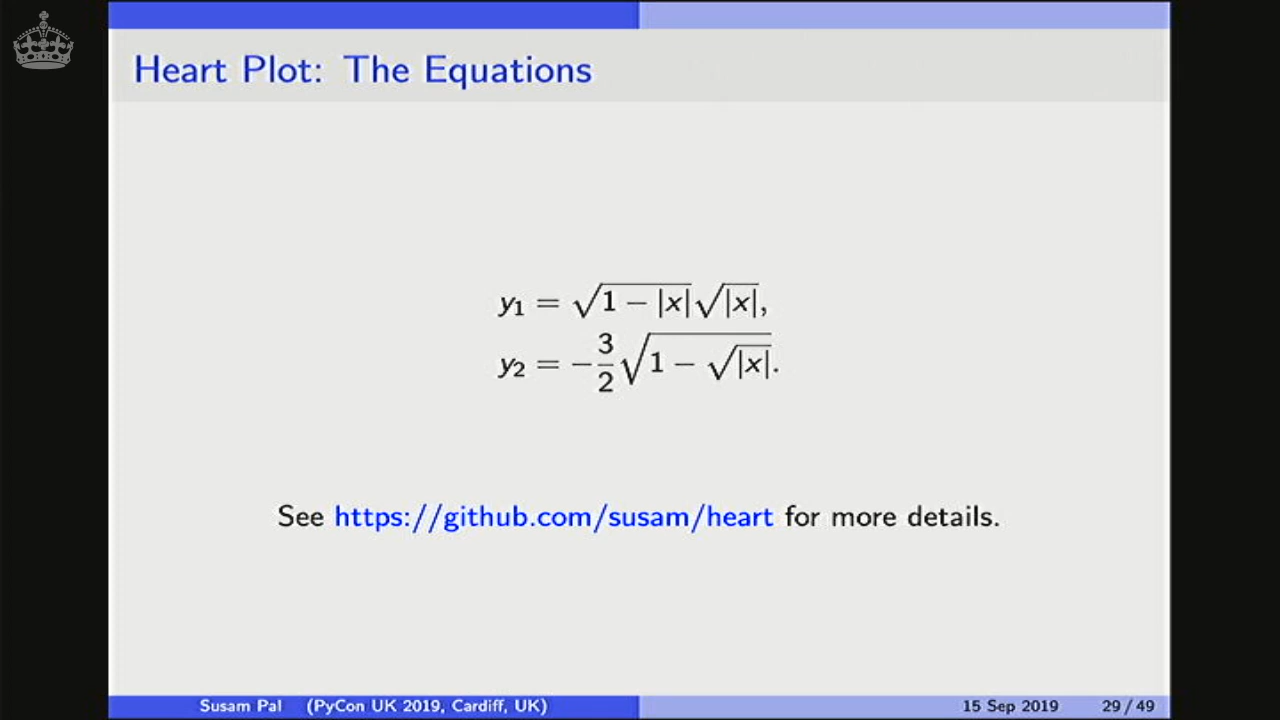 Heart Plot: The Equations
y₁ = √(1 − |x|)√|x|,
y₂ = −3/2√(1 − √|x|).
See https://github.com/susam/heart for more details.
Susam Pal (PyCon UK 2019, Cardiff, UK) 15 Sep 2019 29 / 49